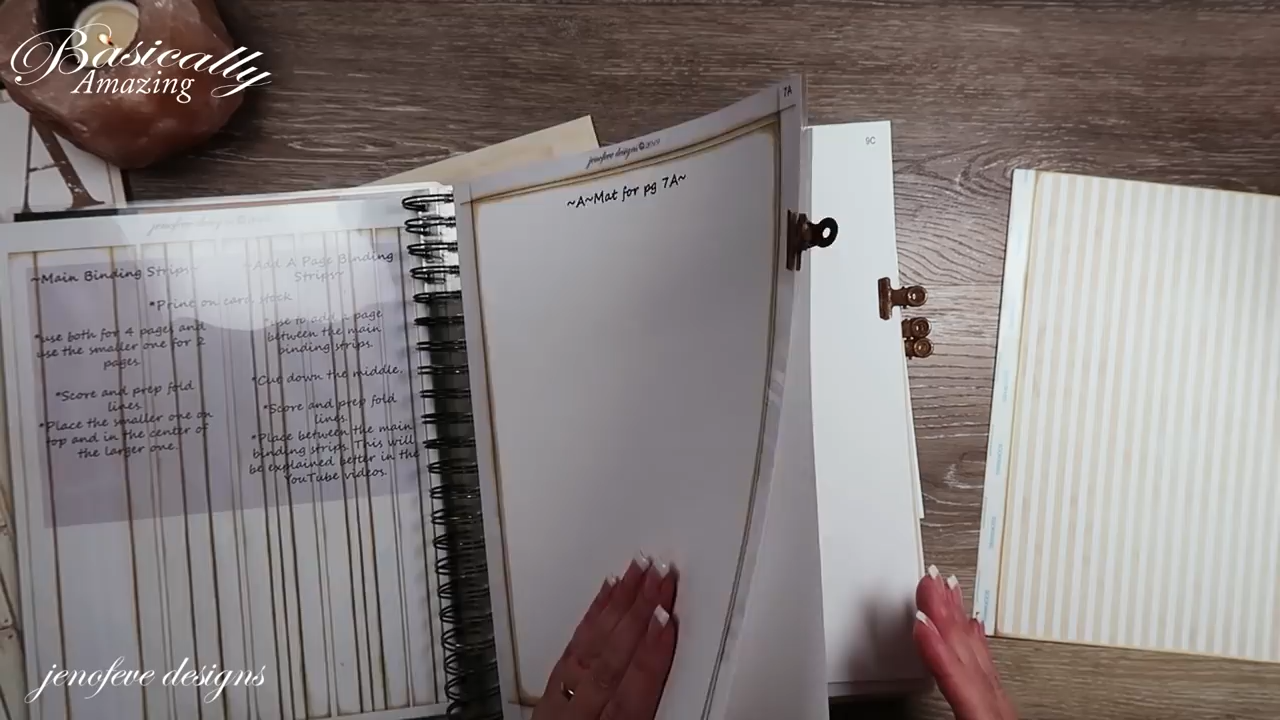 Basically
Amazing
7A
9C
jenofeve designs ©2019
~A~Mat for pg 7A~
~Main Binding Strips~
~Add A Page Binding
Strips~
*Print on card stock
*use both for 4 pages and
use the smaller one for 2
pages.
*Score and prep fold
lines.
*Place the smaller one on
top and in the center of
the larger one.
*use to add a page
between the main
binding strips.
*Cut down the middle.
*Score and prep fold
lines.
*Place between the main
binding strips. This will
be explained better in the
YouTube videos.
jenofeve designs